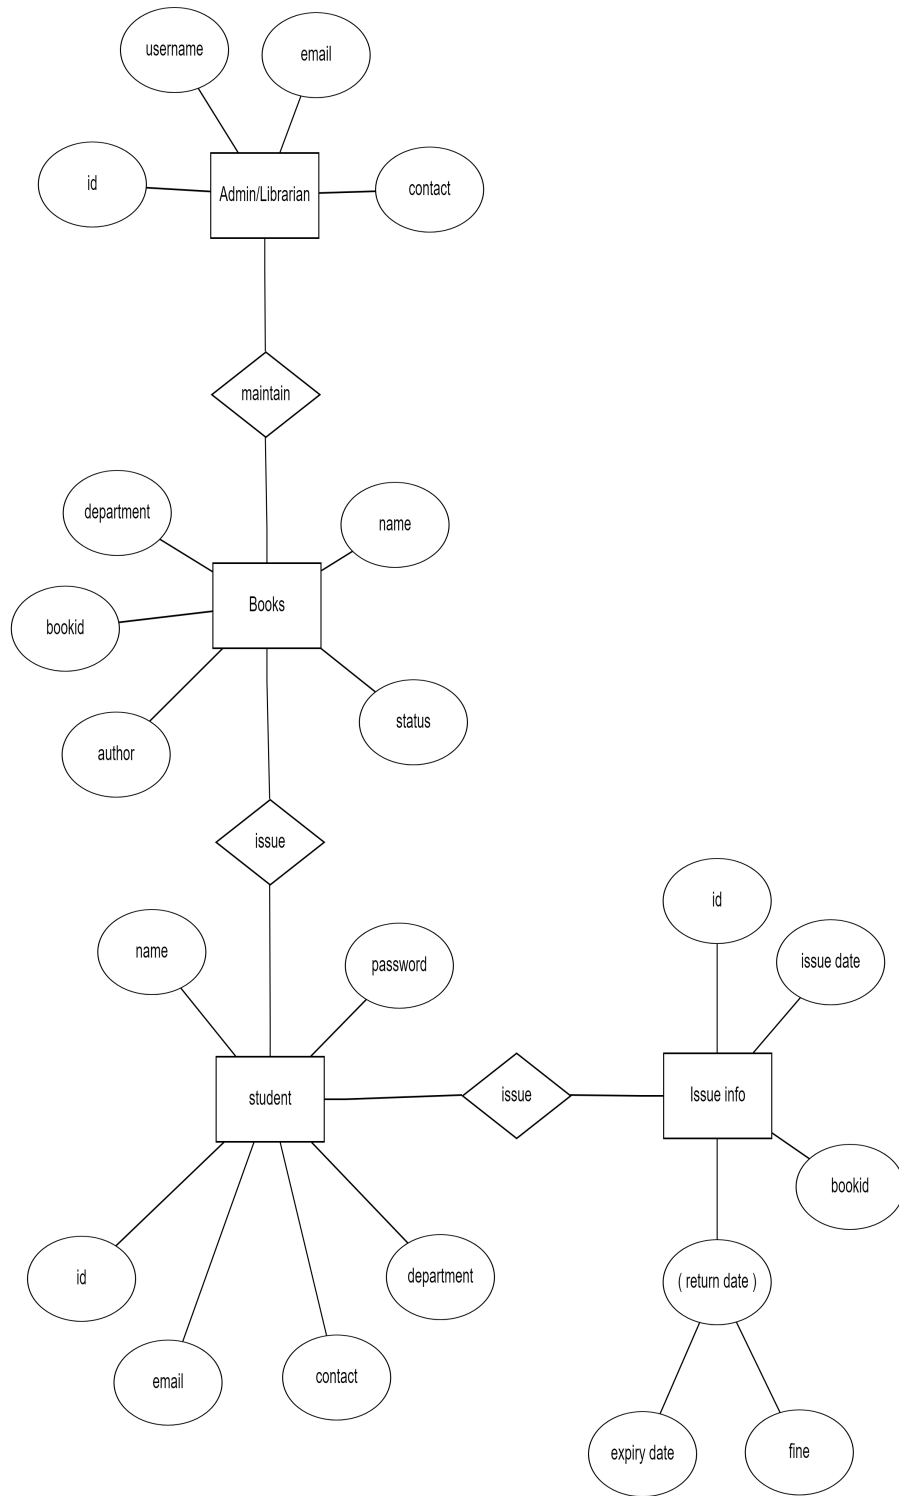 username
email
id
Admin/Librarian
contact
maintain
department
name
Books
bookid
status
author
issue
id
name
password
issue date
student
issue
Issue info
bookid
id
department
( return date )
email
contact
expiry date
fine